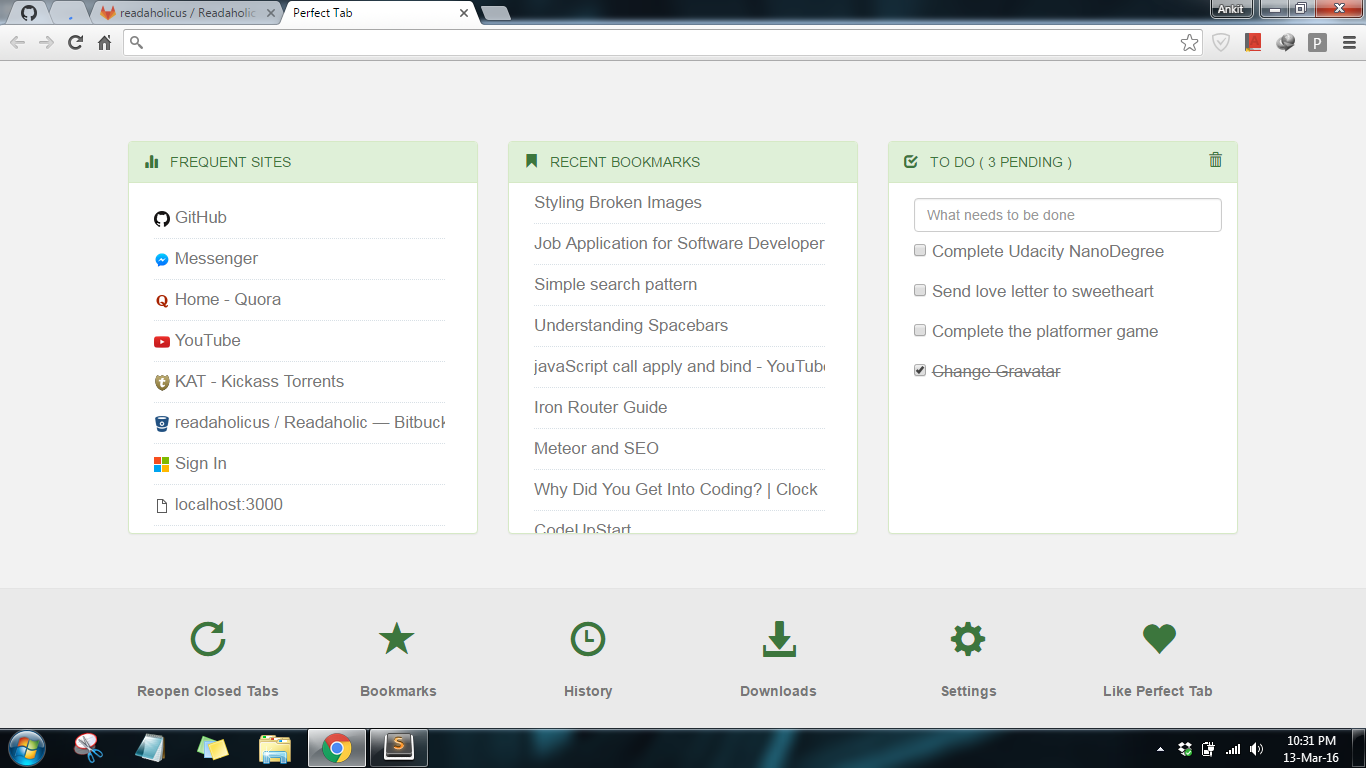 readaholicus / Readaholic
Perfect Tab
Ankit
P
FREQUENT SITES
GitHub
Messenger
Home - Quora
YouTube
KAT - Kickass Torrents
readaholicus / Readaholic — Bitbuck
Sign In
localhost:3000
RECENT BOOKMARKS
Styling Broken Images
Job Application for Software Developer
Simple search pattern
Understanding Spacebars
javaScript call apply and bind - YouTube
Iron Router Guide
Meteor and SEO
Why Did You Get Into Coding? | Clock
CodeUpStart
TO DO ( 3 PENDING )
What needs to be done
Complete Udacity NanoDegree
Send love letter to sweetheart
Complete the platformer game
Change Gravatar
Reopen Closed Tabs
Bookmarks
History
Downloads
Settings
Like Perfect Tab
10:31 PM
13-Mar-16